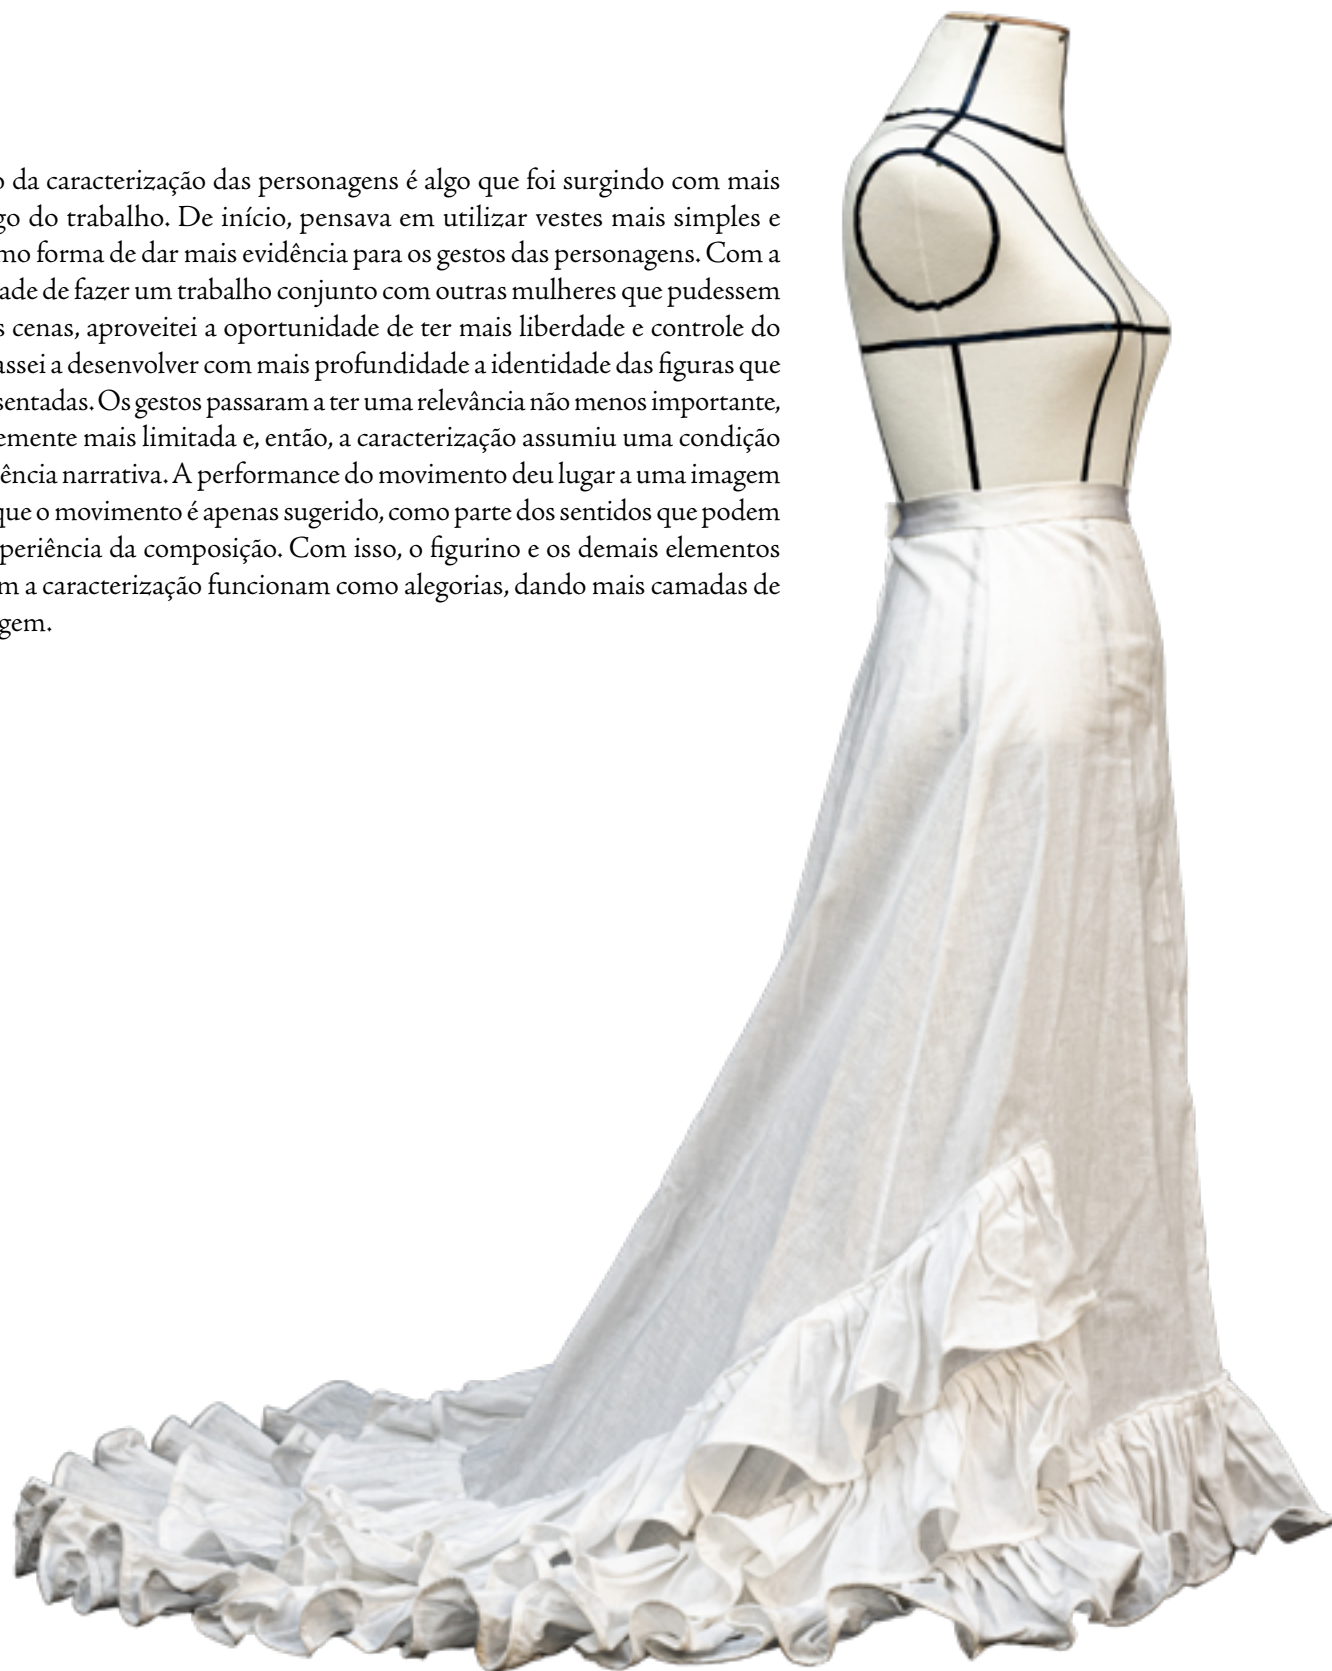 o da caracterização das personagens é algo que foi surgindo com mais
go do trabalho. De início, pensava em utilizar vestes mais simples e
mo forma de dar mais evidência para os gestos das personagens. Com a
ade de fazer um trabalho conjunto com outras mulheres que pudessem
s cenas, aproveitei a oportunidade de ter mais liberdade e controle do
assei a desenvolver com mais profundidade a identidade das figuras que
sentadas. Os gestos passaram a ter uma relevância não menos importante,
emente mais limitada e, então, a caracterização assumiu uma condição
ência narrativa. A performance do movimento deu lugar a uma imagem
que o movimento é apenas sugerido, como parte dos sentidos que podem
periência da composição. Com isso, o figurino e os demais elementos
m a caracterização funcionam como alegorias, dando mais camadas de
gem.